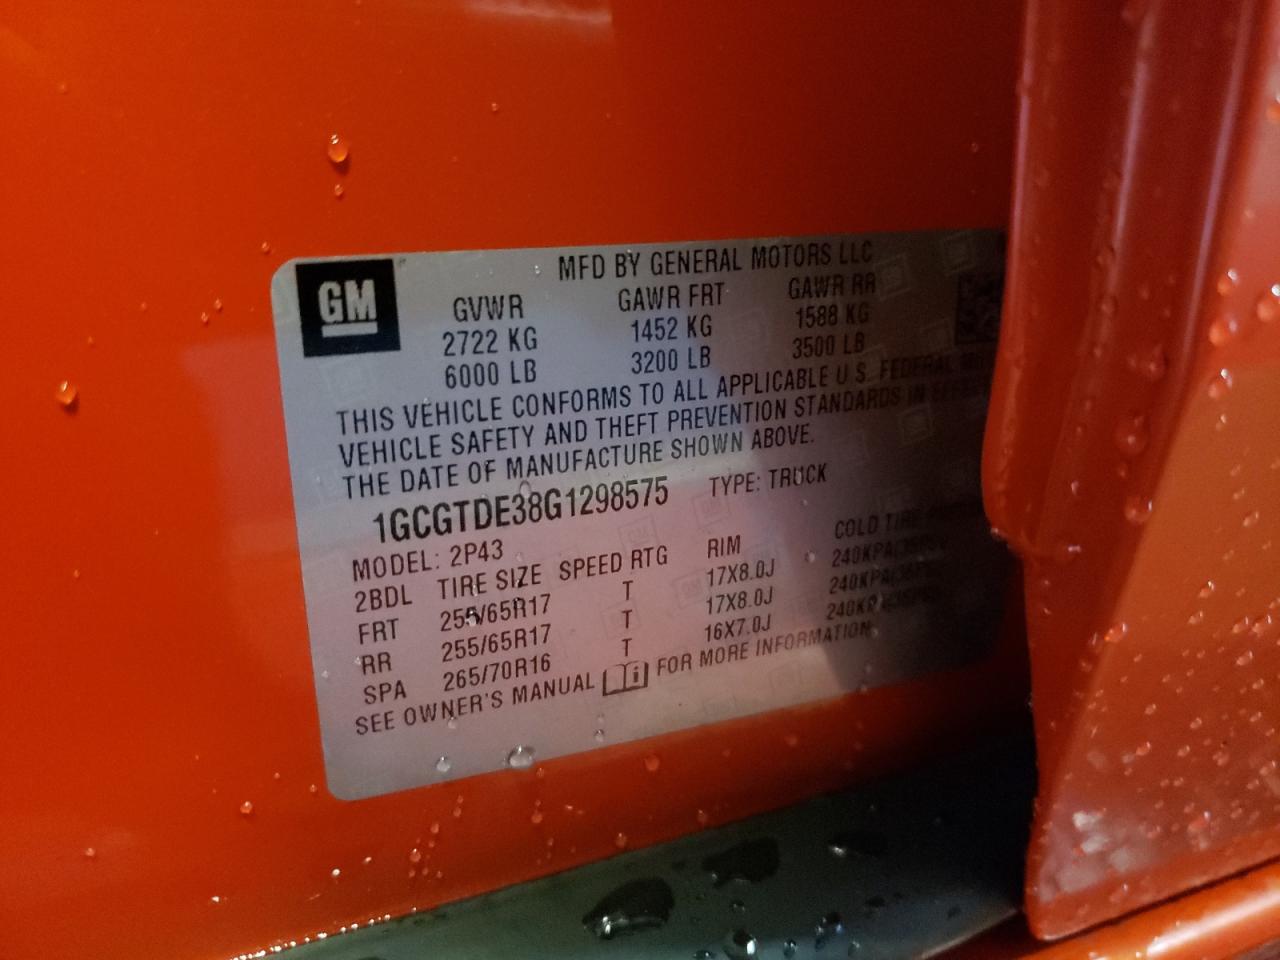 GM
MFD BY GENERAL MOTORS LLC
GVWR GAWR FRT GAWR RR
2722 KG 1452 KG 1588 KG
6000 LB 3200 LB 3500 LB
THIS VEHICLE CONFORMS TO ALL APPLICABLE U.S. FEDERAL
VEHICLE SAFETY AND THEFT PREVENTION STANDARDS IN
THE DATE OF MANUFACTURE SHOWN ABOVE.
1GCGTDE38G1298575 TYPE: TRUCK
MODEL: 2P43
2BDL TIRE SIZE SPEED RTG RIM COLD TIRE
FRT 255/65R17 T 17X8.0J 240KPA
RR 255/65R17 T 17X8.0J 240KPA
SPA 265/70R16 T 16X7.0J 240KPA
SEE OWNER'S MANUAL FOR MORE INFORMATION